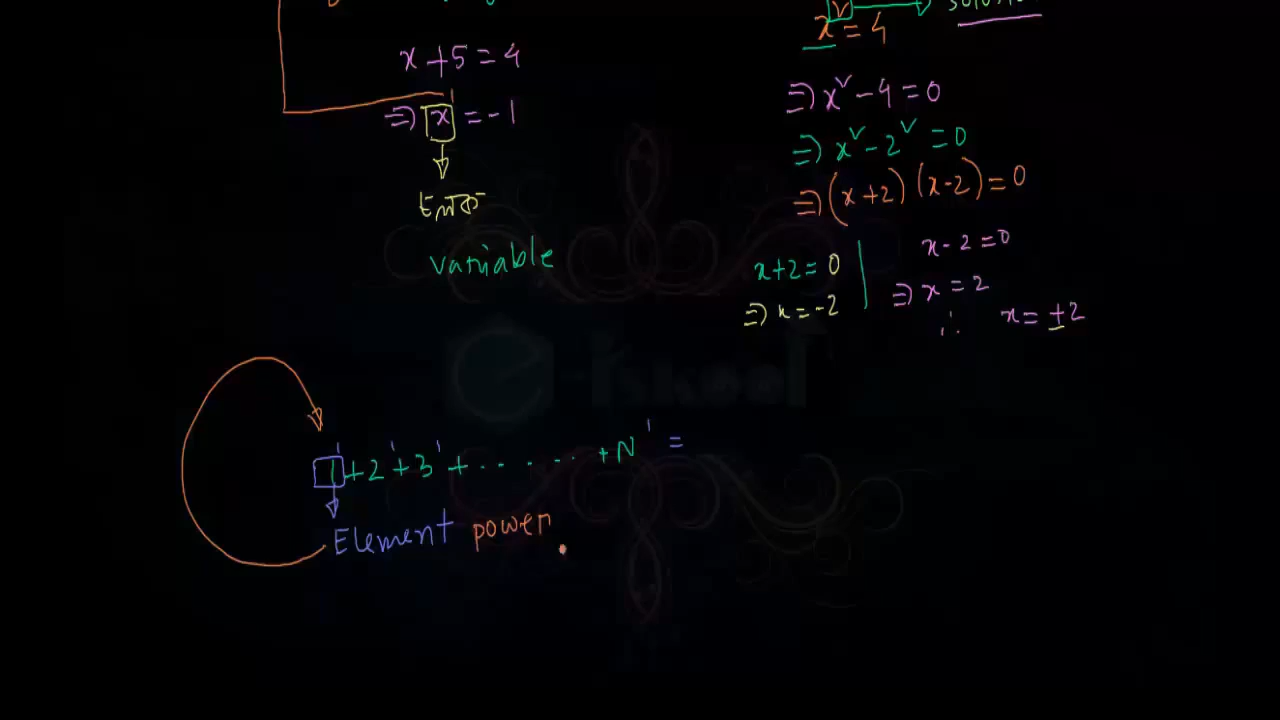 x² = 4
x + 5 = 4
⇒ x² - 4 = 0
⇒ x = -1
⇒ x² - 2² = 0
⇒ (x+2) (x-2) = 0
চলক
variable
x+2 = 0
x - 2 = 0
⇒ x = -2
⇒ x = 2
∴ x = ±2
1¹ + 2¹ + 3¹ + ........ + N¹ =
Element power